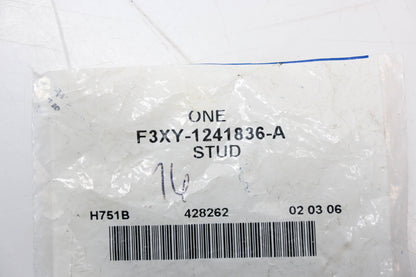 ONE
F3XY-1241836-A
STUD
16
H751B 428262 02 03 06